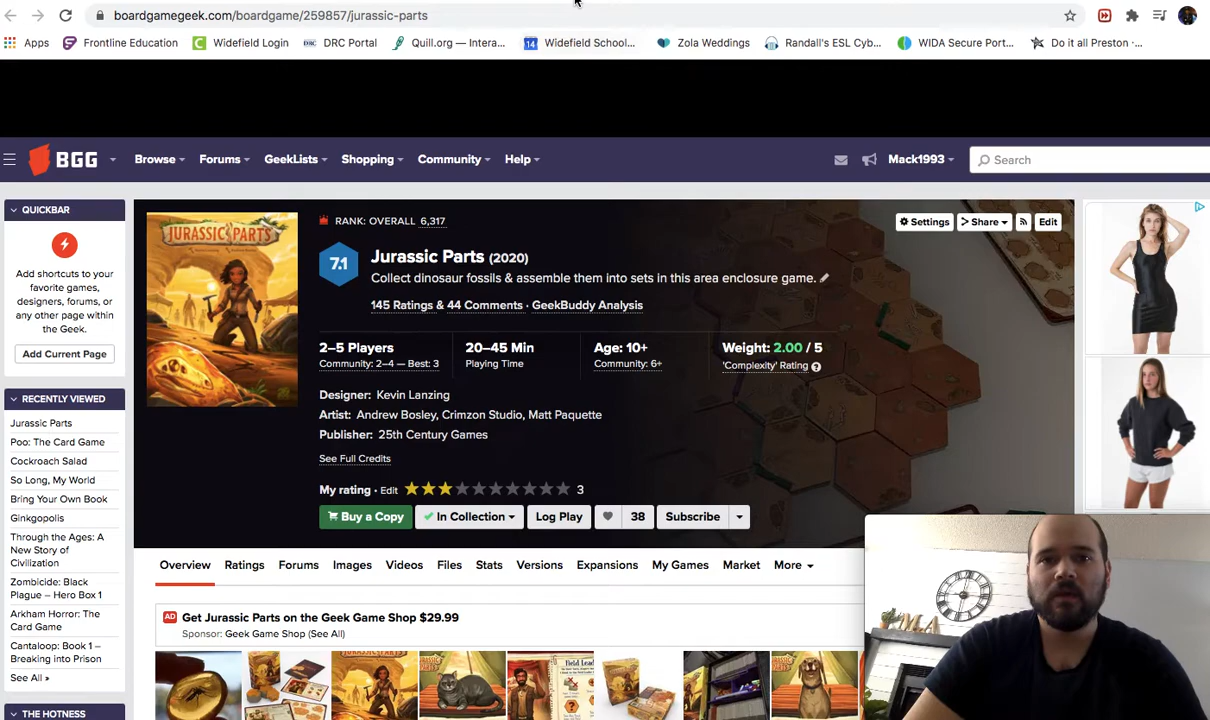 boardgamegeek.com/boardgame/259857/jurassic-parts
Apps Frontline Education Widefield Login DRC DRC Portal Quill.org — Intera... 14 Widefield School... Zola Weddings Randall's ESL Cyb... WIDA Secure Port... Do it all Preston -...
BGG Browse Forums GeekLists Shopping Community Help Mack1993 Search
QUICKBAR
Add shortcuts to your
favorite games,
designers, forums, or
any other page within
the Geek.
Add Current Page
RECENTLY VIEWED
Jurassic Parts
Poo: The Card Game
Cockroach Salad
So Long, My World
Bring Your Own Book
Ginkgopolis
Through the Ages: A
New Story of
Civilization
Zombicide: Black
Plague – Hero Box 1
Arkham Horror: The
Card Game
Cantaloop: Book 1 –
Breaking into Prison
See All »
THE HOTNESS
JURASSIC PARTS
RANK: OVERALL 6,317
Settings Share Edit
7.1
Jurassic Parts (2020)
Collect dinosaur fossils & assemble them into sets in this area enclosure game.
145 Ratings & 44 Comments · GeekBuddy Analysis
2–5 Players 20–45 Min Age: 10+ Weight: 2.00 / 5
Community: 2–4 — Best: 3 Playing Time Community: 6+ 'Complexity' Rating
Designer: Kevin Lanzing
Artist: Andrew Bosley, Crimzon Studio, Matt Paquette
Publisher: 25th Century Games
See Full Credits
My rating · Edit 3
Buy a Copy In Collection Log Play 38 Subscribe
Overview Ratings Forums Images Videos Files Stats Versions Expansions My Games Market More
AD Get Jurassic Parts on the Geek Game Shop $29.99
Sponsor: Geek Game Shop (See All)
Field Lead